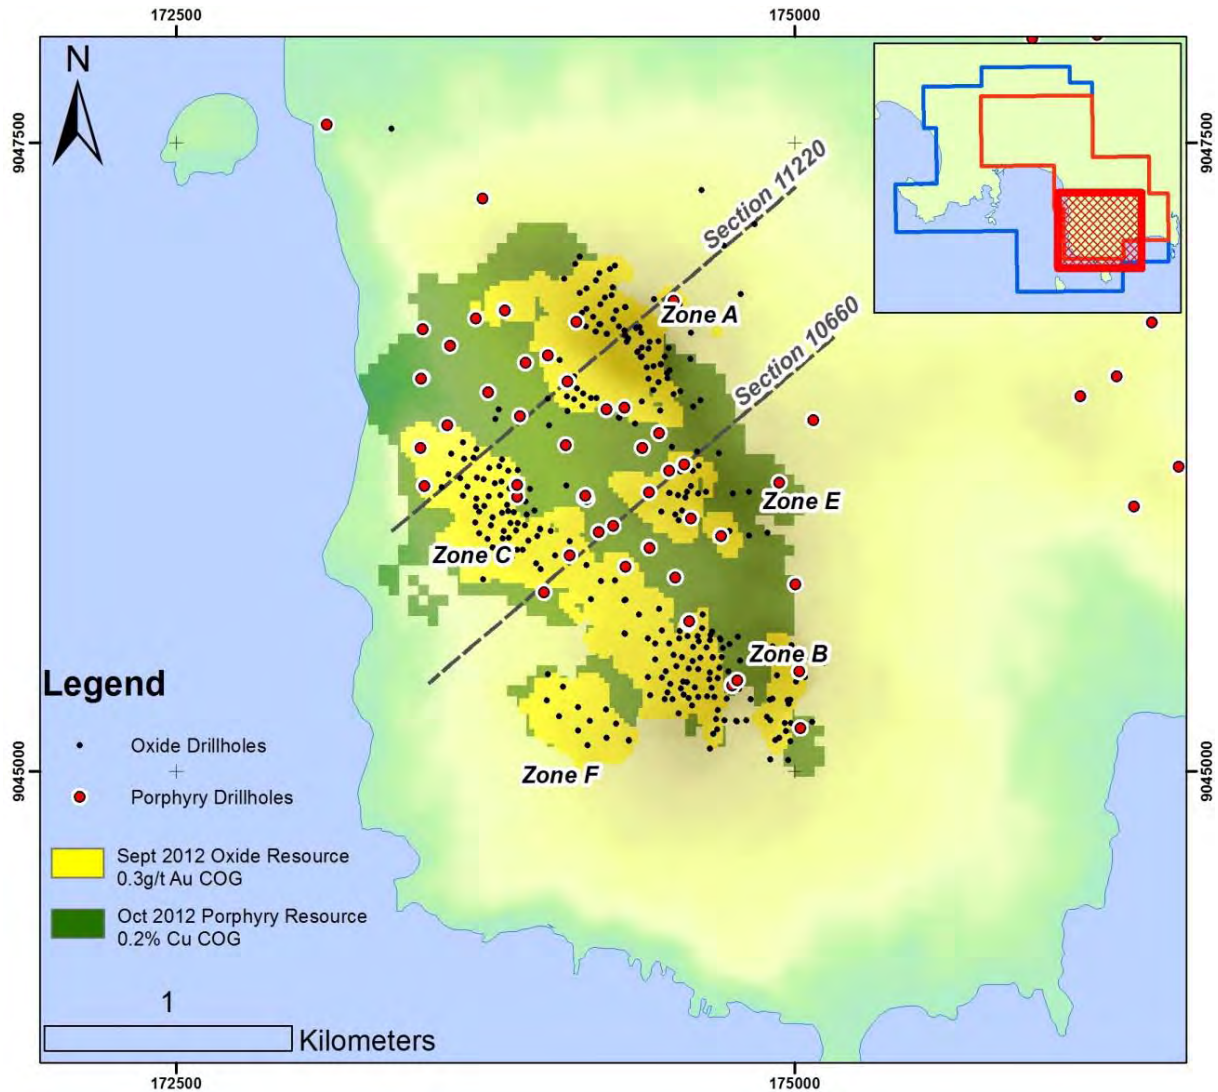 172500
175000
N
9047500
9047500
Section 11220
Zone A
Section 10660
Zone E
Zone C
Zone B
Legend
Oxide Drillholes
Zone F
9045000
9045000
Porphyry Drillholes
Sept 2012 Oxide Resource
0.3g/t Au COG
Oct 2012 Porphyry Resource
0.2% Cu COG
1
Kilometers
172500
175000